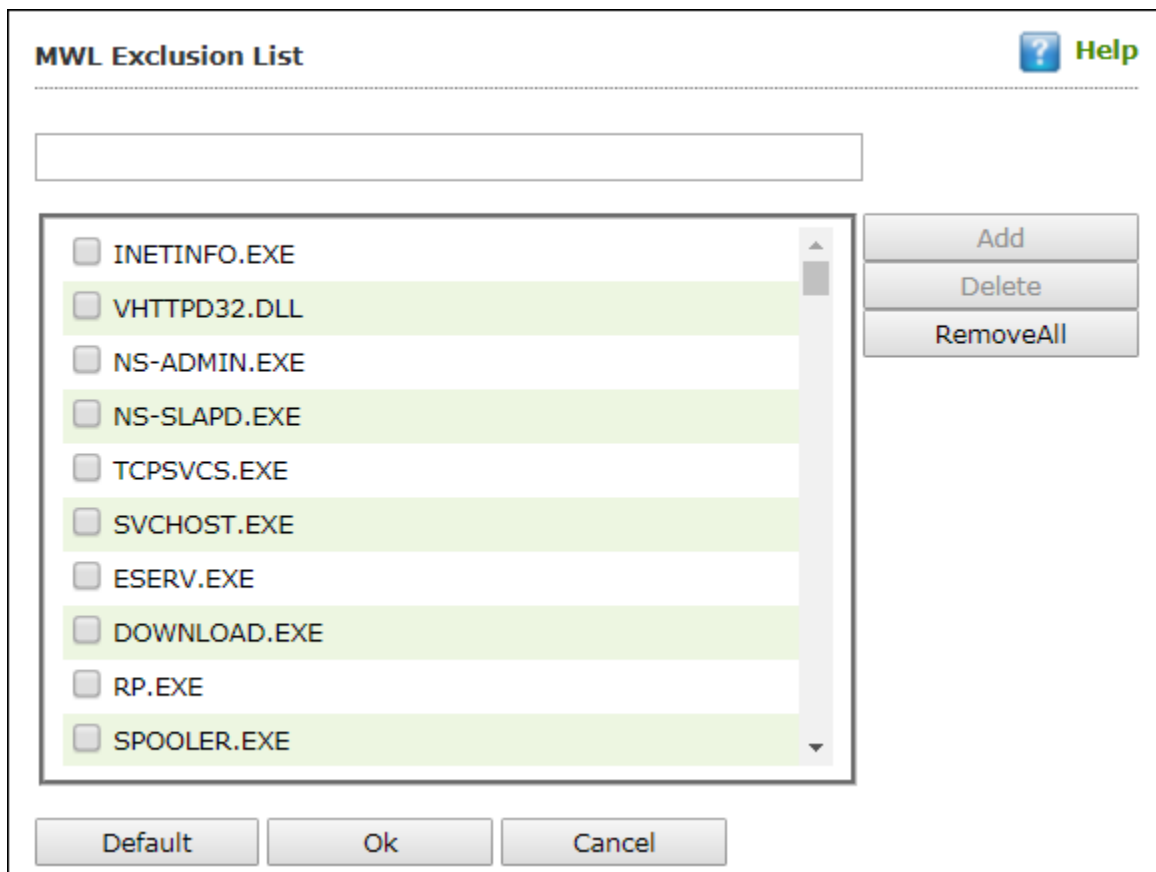 MWL Exclusion List
? Help
INETINFO.EXE
VHTTPD32.DLL
NS-ADMIN.EXE
NS-SLAPD.EXE
TCPSVCS.EXE
SVCHOST.EXE
ESERV.EXE
DOWNLOAD.EXE
RP.EXE
SPOOLER.EXE
Add
Delete
RemoveAll
Default Ok Cancel